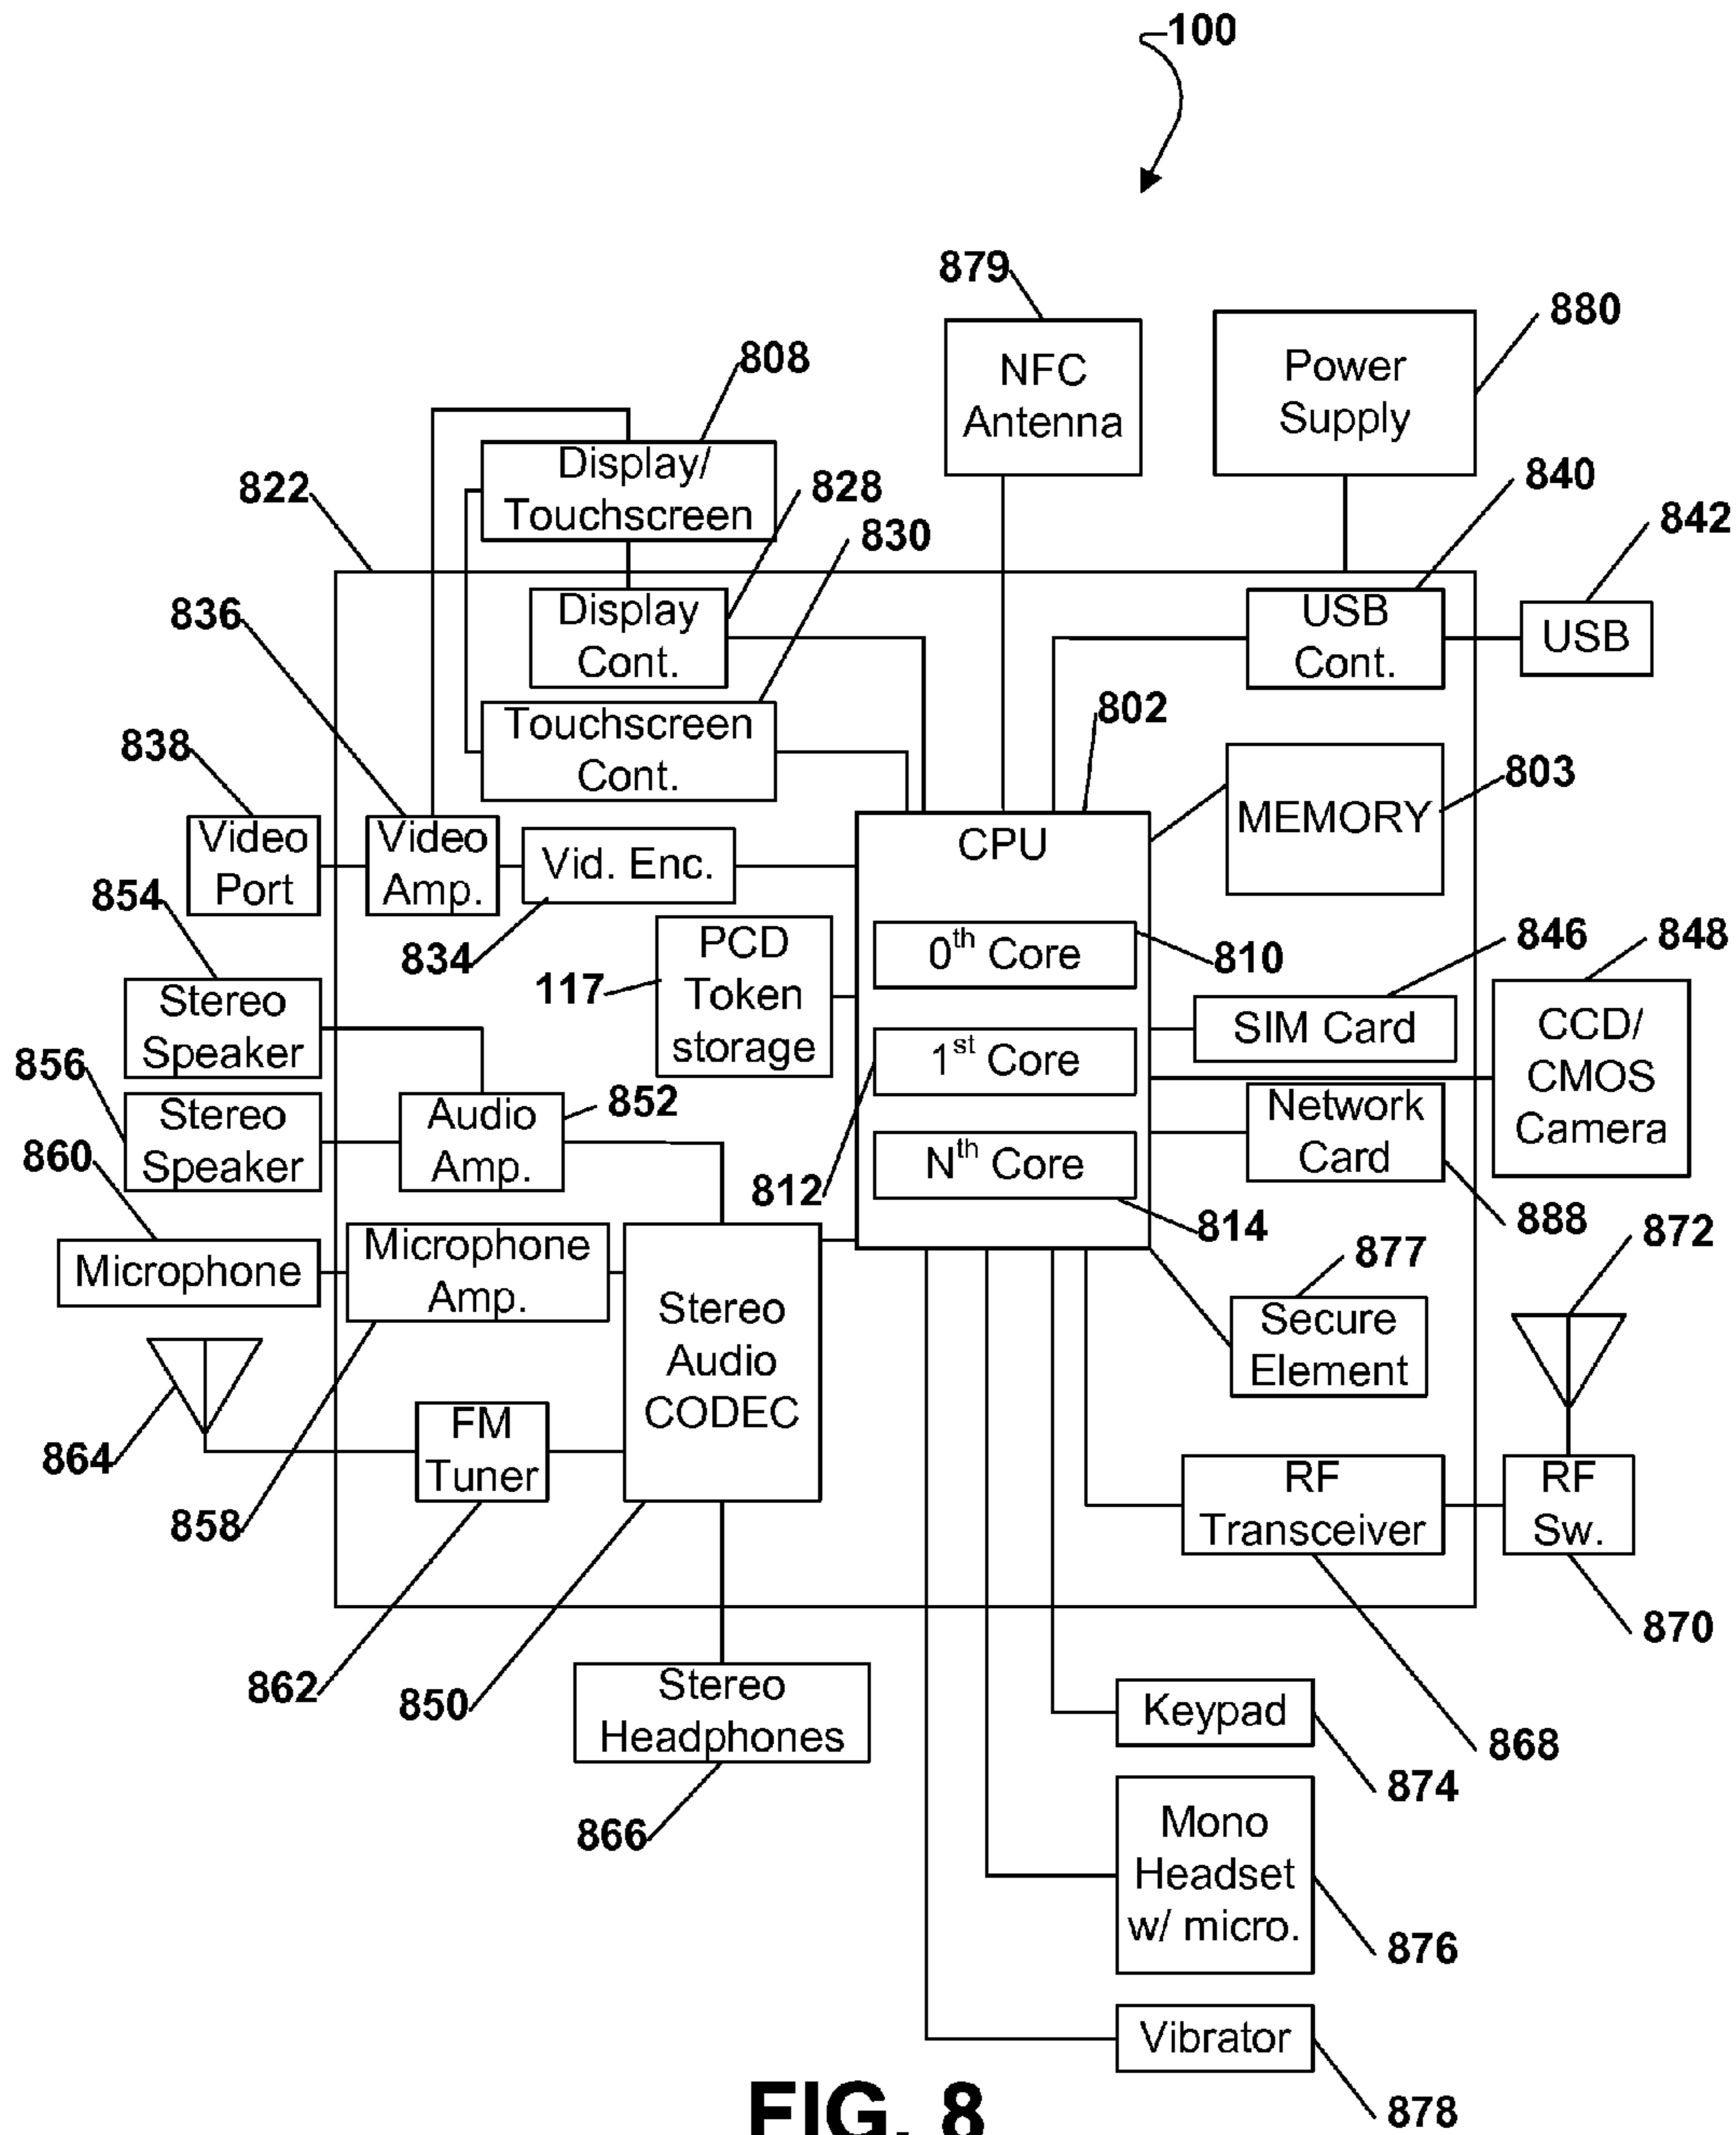 100
879
NFC
Antenna
880
Power
Supply
808
Display/
Touchscreen
822
828
830
840
842
USB
836
Display
Cont.
USB
Cont.
802
838
Touchscreen
Cont.
803
MEMORY
Video
Port
Video
Amp.
Vid. Enc.
CPU
854
834
PCD
Token
storage
117
0th Core
810
846
848
Stereo
Speaker
1st Core
SIM Card
CCD/
CMOS
Camera
856
Stereo
Speaker
Audio
Amp.
852
Network
Card
860
812
Nth Core
814
888
872
Microphone
Microphone
Amp.
Stereo
Audio
CODEC
877
Secure
Element
864
FM
Tuner
858
RF
Transceiver
RF
Sw.
870
862
850
Stereo
Headphones
866
Keypad
868
874
Mono
Headset
w/ micro.
876
Vibrator
878
FIG. 8